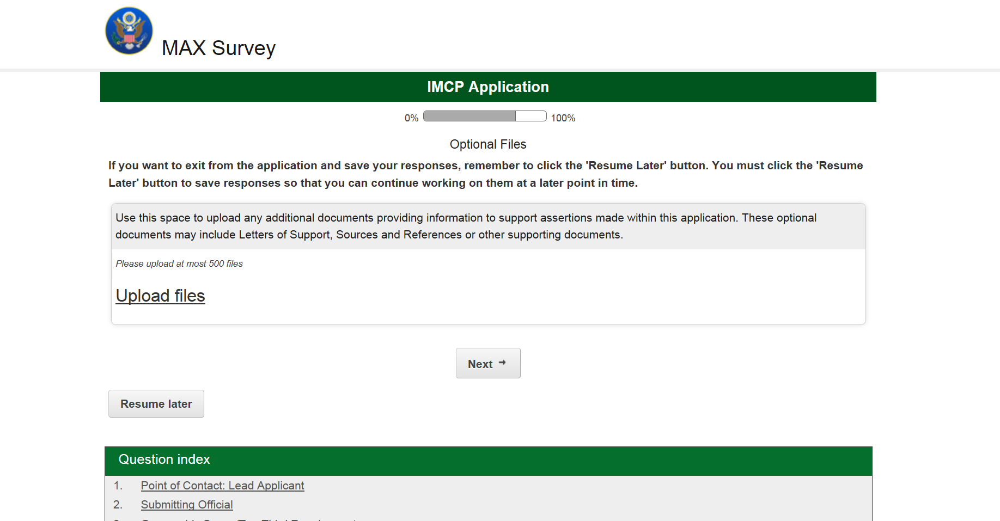 MAX Survey
IMCP Application
0% 100%
Optional Files
If you want to exit from the application and save your responses, remember to click the 'Resume Later' button. You must click the 'Resume
Later' button to save responses so that you can continue working on them at a later point in time.
Use this space to upload any additional documents providing information to support assertions made within this application. These optional
documents may include Letters of Support, Sources and References or other supporting documents.
Please upload at most 500 files
Upload files
Next →
Resume later
Question index
1. Point of Contact: Lead Applicant
2. Submitting Official